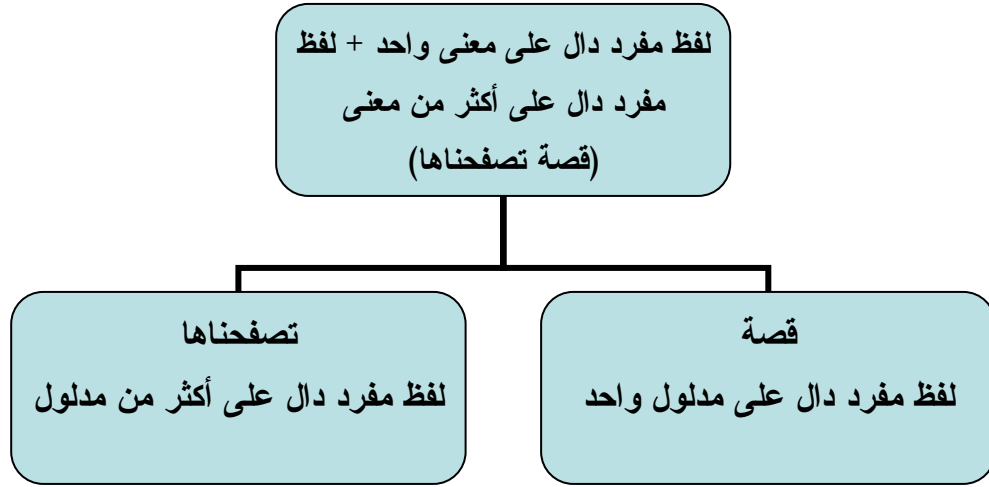 لفظ مفرد دال على معنى واحد + لفظ
مفرد دال على أكثر من معنى
(قصة تصفحناها)
قصة
لفظ مفرد دال على مدلول واحد
تصفحناها
لفظ مفرد دال على أكثر من مدلول